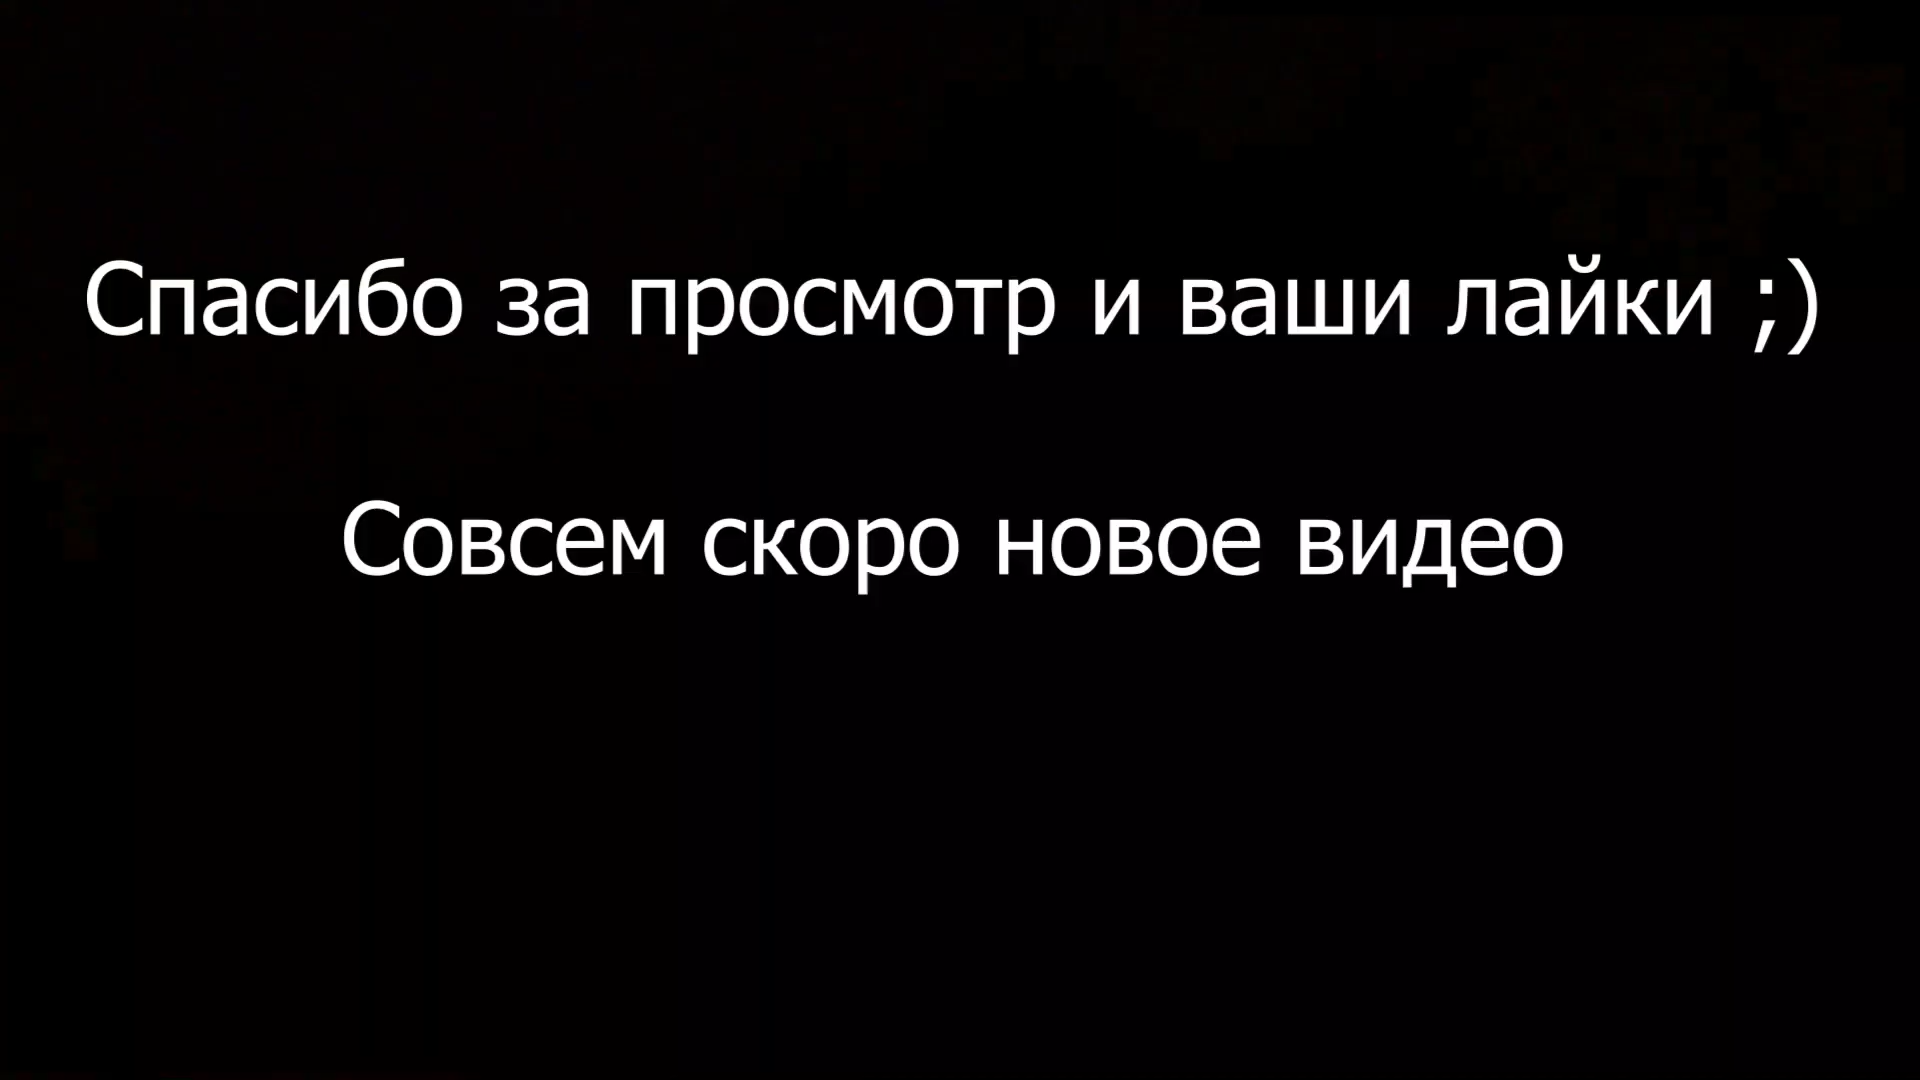 Спасибо за просмотр и ваши лайки ;)
Совсем скоро новое видео